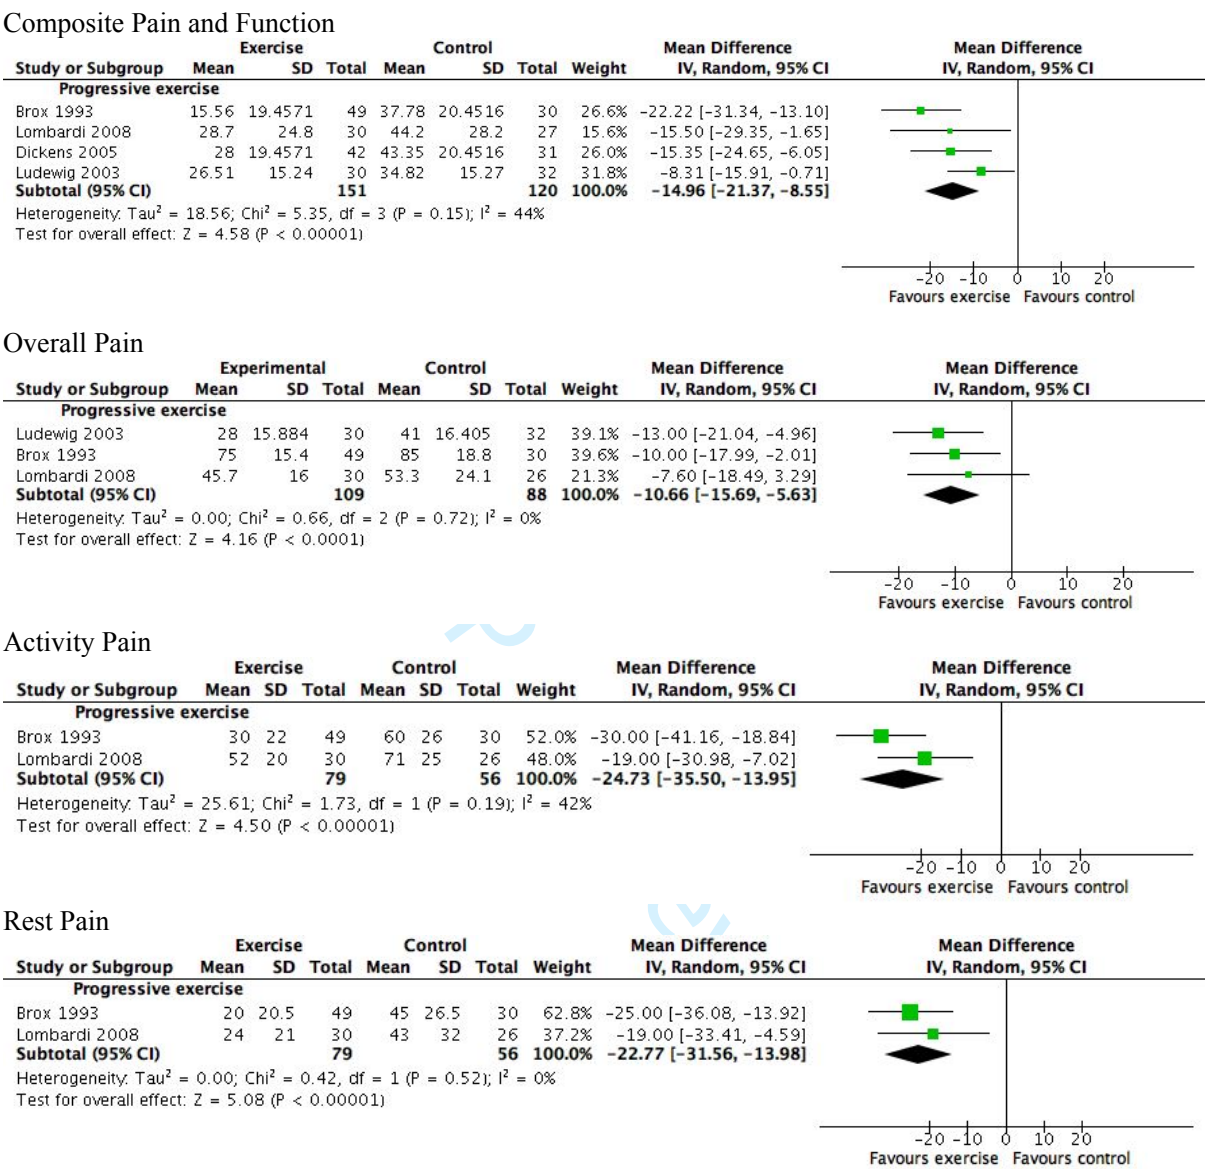 Composite Pain and Function
Exercise Control Mean Difference Mean Difference
Study or Subgroup Mean SD Total Mean SD Total Weight IV, Random, 95% CI IV, Random, 95% CI
Progressive exercise
Brox 1993 15.56 19.4571 49 37.78 20.4516 30 26.6% -22.22 [-31.34, -13.10]
Lombardi 2008 28.7 24.8 30 44.2 28.2 27 15.6% -15.50 [-29.35, -1.65]
Dickens 2005 28 19.4571 42 43.35 20.4516 31 26.0% -15.35 [-24.65, -6.05]
Ludewig 2003 26.51 15.24 30 34.82 15.27 32 31.8% -8.31 [-15.91, -0.71]
Subtotal (95% CI) 151 120 100.0% -14.96 [-21.37, -8.55]
Heterogeneity: Tau² = 18.56; Chi² = 5.35, df = 3 (P = 0.15); I² = 44%
Test for overall effect: Z = 4.58 (P < 0.00001)
-20 -10 0 10 20
Favours exercise Favours control
Overall Pain
Experimental Control Mean Difference Mean Difference
Study or Subgroup Mean SD Total Mean SD Total Weight IV, Random, 95% CI IV, Random, 95% CI
Progressive exercise
Ludewig 2003 28 15.884 30 41 16.405 32 39.1% -13.00 [-21.04, -4.96]
Brox 1993 75 15.4 49 85 18.8 30 39.6% -10.00 [-17.99, -2.01]
Lombardi 2008 45.7 16 30 53.3 24.1 26 21.3% -7.60 [-18.49, 3.29]
Subtotal (95% CI) 109 88 100.0% -10.66 [-15.69, -5.63]
Heterogeneity: Tau² = 0.00; Chi² = 0.66, df = 2 (P = 0.72); I² = 0%
Test for overall effect: Z = 4.16 (P < 0.0001)
-20 -10 0 10 20
Favours exercise Favours control
Activity Pain
Exercise Control Mean Difference Mean Difference
Study or Subgroup Mean SD Total Mean SD Total Weight IV, Random, 95% CI IV, Random, 95% CI
Progressive exercise
Brox 1993 30 22 49 60 26 30 52.0% -30.00 [-41.16, -18.84]
Lombardi 2008 52 20 30 71 25 26 48.0% -19.00 [-30.98, -7.02]
Subtotal (95% CI) 79 56 100.0% -24.73 [-35.50, -13.95]
Heterogeneity: Tau² = 25.61; Chi² = 1.73, df = 1 (P = 0.19); I² = 42%
Test for overall effect: Z = 4.50 (P < 0.00001)
-20 -10 0 10 20
Favours exercise Favours control
Rest Pain
Exercise Control Mean Difference Mean Difference
Study or Subgroup Mean SD Total Mean SD Total Weight IV, Random, 95% CI IV, Random, 95% CI
Progressive exercise
Brox 1993 20 20.5 49 45 26.5 30 62.8% -25.00 [-36.08, -13.92]
Lombardi 2008 24 21 30 43 32 26 37.2% -19.00 [-33.41, -4.59]
Subtotal (95% CI) 79 56 100.0% -22.77 [-31.56, -13.98]
Heterogeneity: Tau² = 0.00; Chi² = 0.42, df = 1 (P = 0.52); I² = 0%
Test for overall effect: Z = 5.08 (P < 0.00001)
-20 -10 0 10 20
Favours exercise Favours control